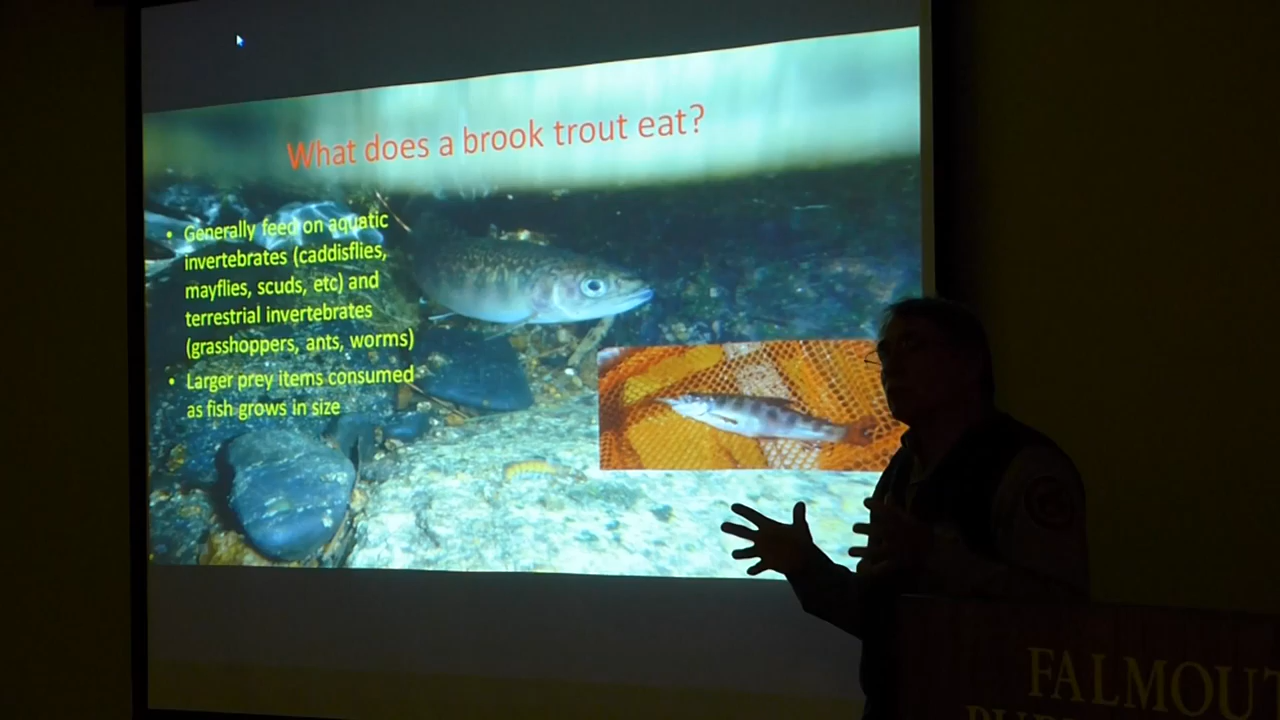 What does a brook trout eat?
• Generally feed on aquatic
invertebrates (caddisflies,
mayflies, scuds, etc) and
terrestrial invertebrates
(grasshoppers, ants, worms)
• Larger prey items consumed
as fish grows in size
FALMOUT